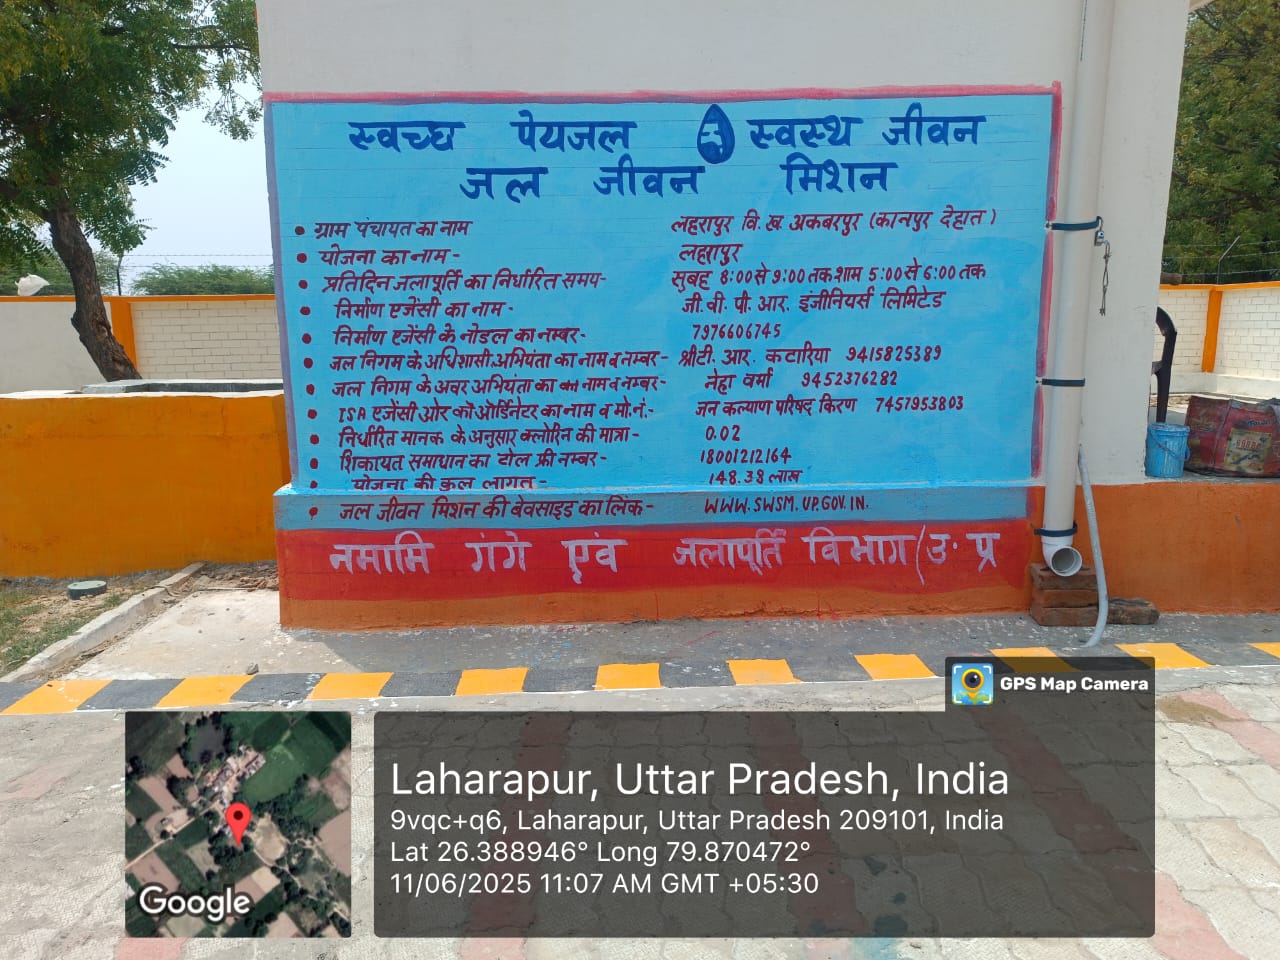 स्वच्छ पेयजल स्वस्थ जीवन
जल जीवन मिशन
• ग्राम पंचायत का नाम लहरापुर वि. ख. अकबरपुर (कानपुर देहात)
• योजना का नाम - लहरापुर
• प्रतिदिन जलापूर्ति का निर्धारित समय- सुबह 8:00 से 9:00 तक शाम 5:00 से 6:00 तक
• निर्माण एजेंसी का नाम- जी. वी. पी. आर. इंजीनियर्स लिमिटेड
• निर्माण एजेंसी के नोडल का नम्बर- 7976606745
• जल निगम के अधिशासी अभियंता का नाम व नम्बर- श्री टी. आर. कटारिया 9415825389
• जल निगम के अवर अभियंता का नाम व नम्बर- नेहा वर्मा 9452376282
• ISA एजेंसी ओर कॊऑर्डिनेटर का नाम व मो.नं.- जन कल्याण परिषद् किरण 7457953803
• निर्धारित मानक के अनुसार क्लोरिन की मात्रा- 0.02
• शिकायत समाधान का टोल फ्री नम्बर- 18001212164
• योजना की कुल लागत- 148.38 लाख
• जल जीवन मिशन की बेवसाइड का लिंक- WWW.SWSM.UP.GOV.IN.
नमामि गंगे एवं जलापूर्ति विभाग (उ. प्र
GPS Map Camera
Laharapur, Uttar Pradesh, India
9vqc+q6, Laharapur, Uttar Pradesh 209101, India
Lat 26.388946° Long 79.870472°
11/06/2025 11:07 AM GMT +05:30
Google